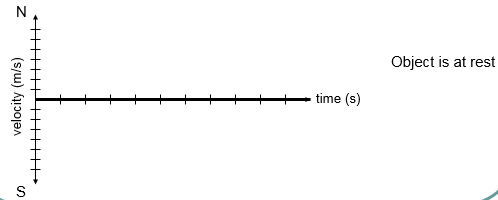 N
Object is at rest
velocity (m/s)
time (s)
S